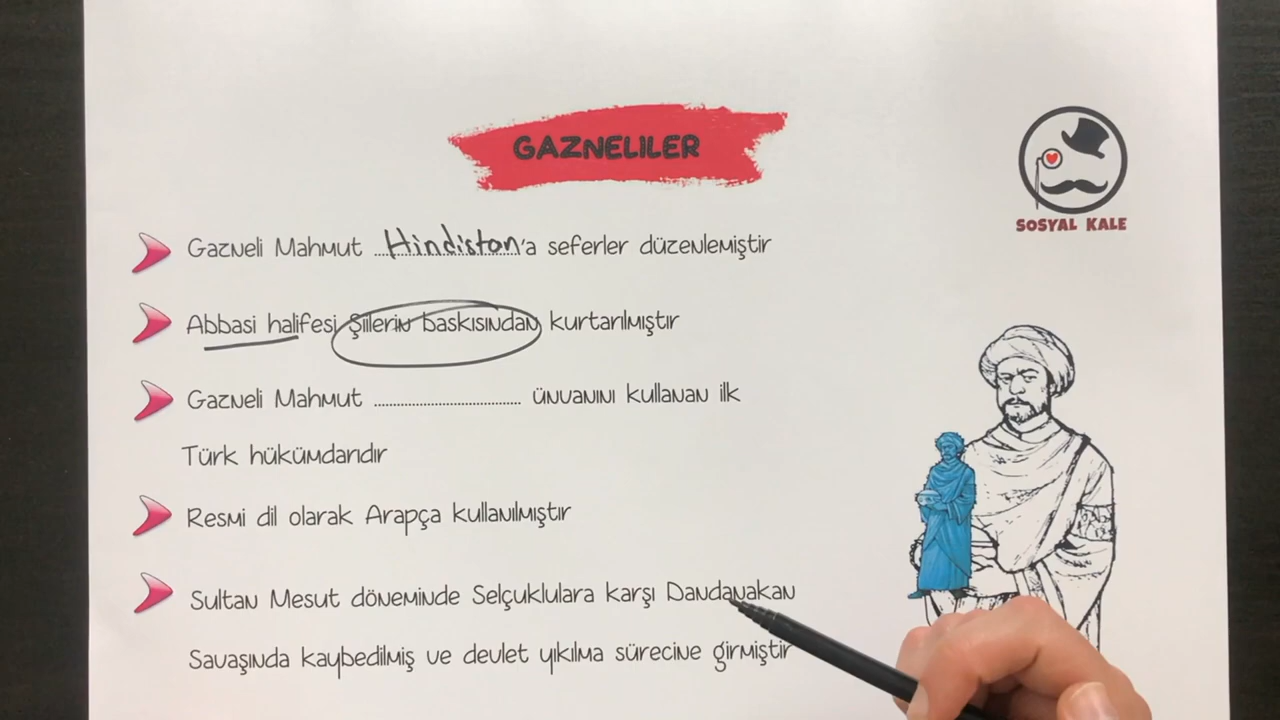 GAZNELILER
SOSYAL KALE
Gazneli Mahmut ...Hindistan'a seferler düzenlemiştir
Abbasi halifesi Şiilerin baskısından kurtarılmıştır
Gazneli Mahmut ........................................ ünvanını kullanan ilk
Türk hükümdarıdır
Resmi dil olarak Arapça kullanılmıştır
Sultan Mesut döneminde Selçuklulara karşı Dandanakan
Savaşında kaybedilmiş ve devlet yıkılma sürecine girmiştir